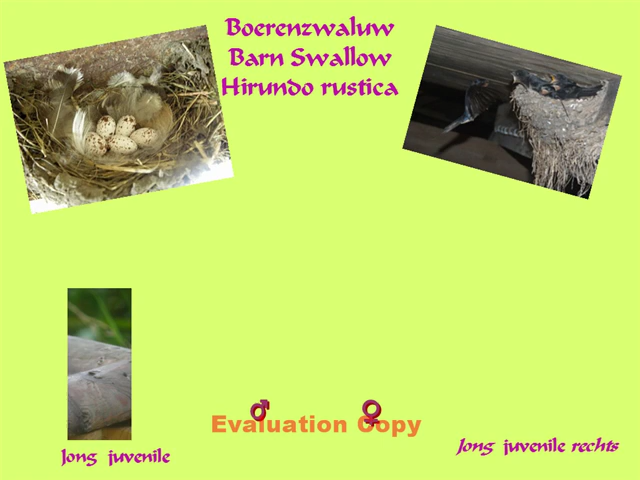 Boerenzwaluw
Barn Swallow
Hirundo rustica
♂ ♀
Evaluation Copy
Jong juvenile rechts
Jong juvenile